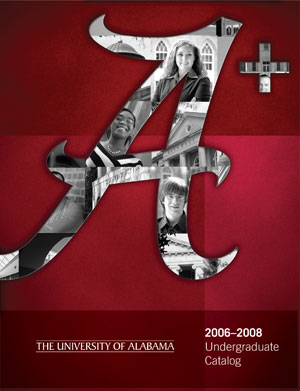 A+
THE UNIVERSITY OF ALABAMA
2006–2008
Undergraduate
Catalog